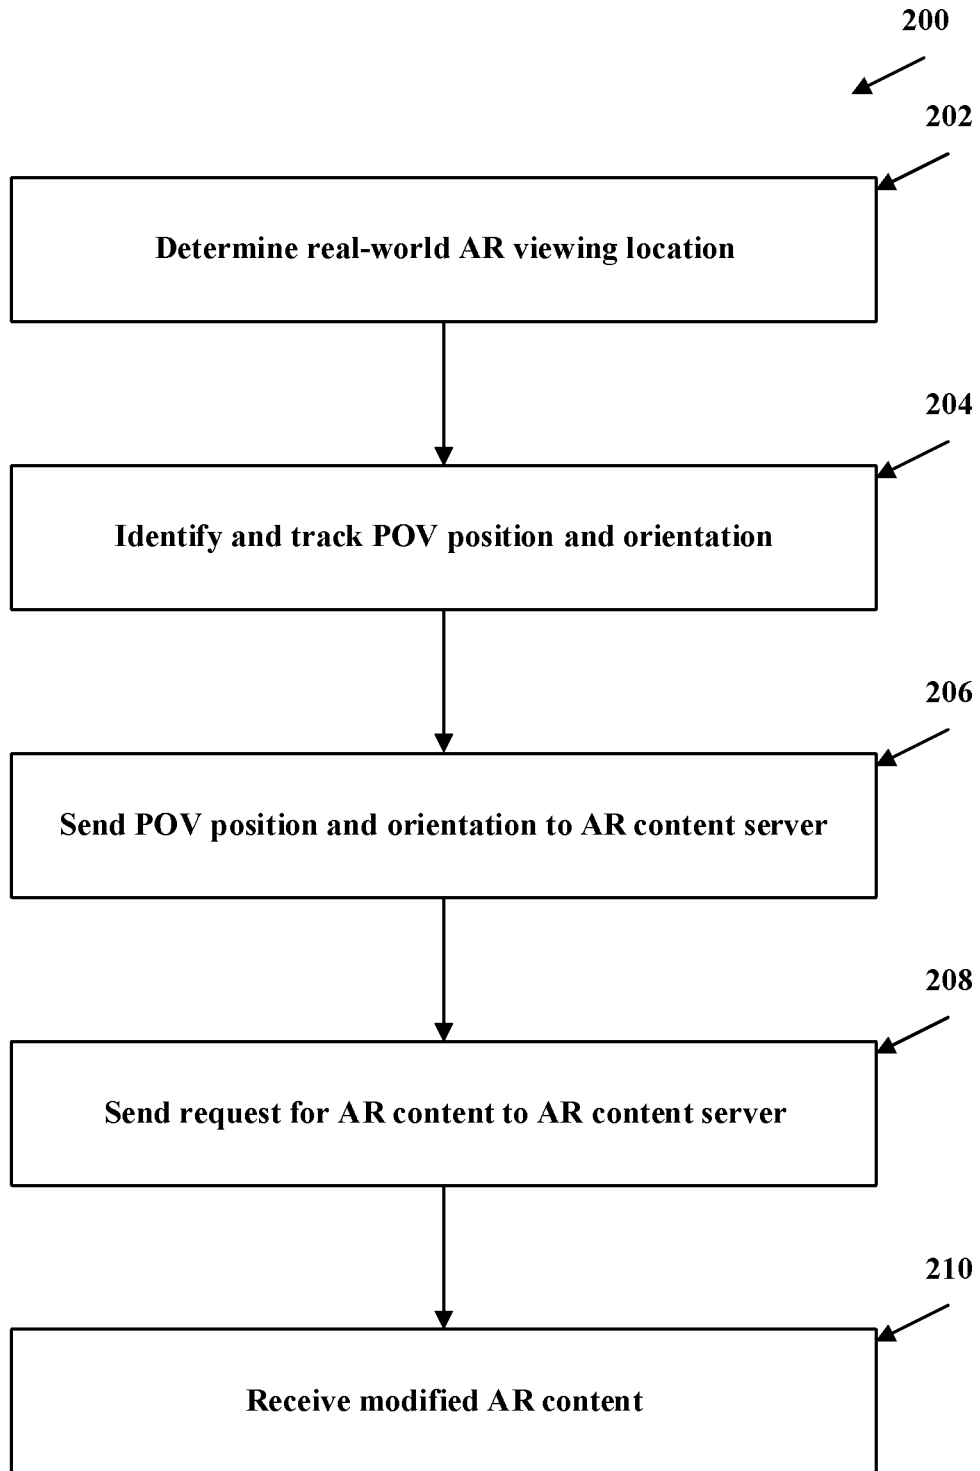 200
202
Determine real-world AR viewing location
204
Identify and track POV position and orientation
206
Send POV position and orientation to AR content server
208
Send request for AR content to AR content server
210
Receive modified AR content